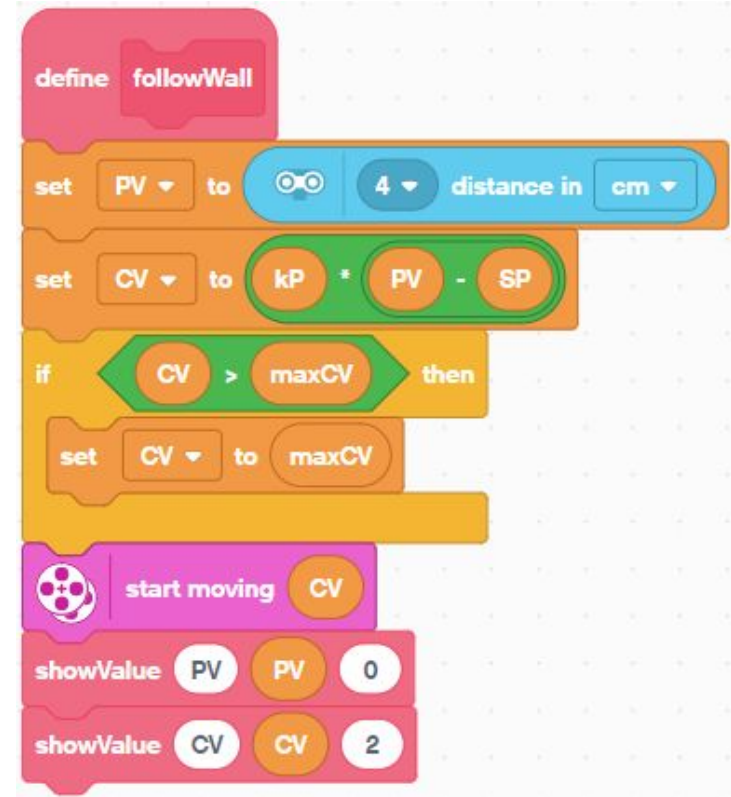 define followWall
set PV to 4 distance in cm
set CV to kP * PV - SP
if CV > maxCV then
set CV to maxCV
start moving CV
showValue PV PV 0
showValue CV CV 2